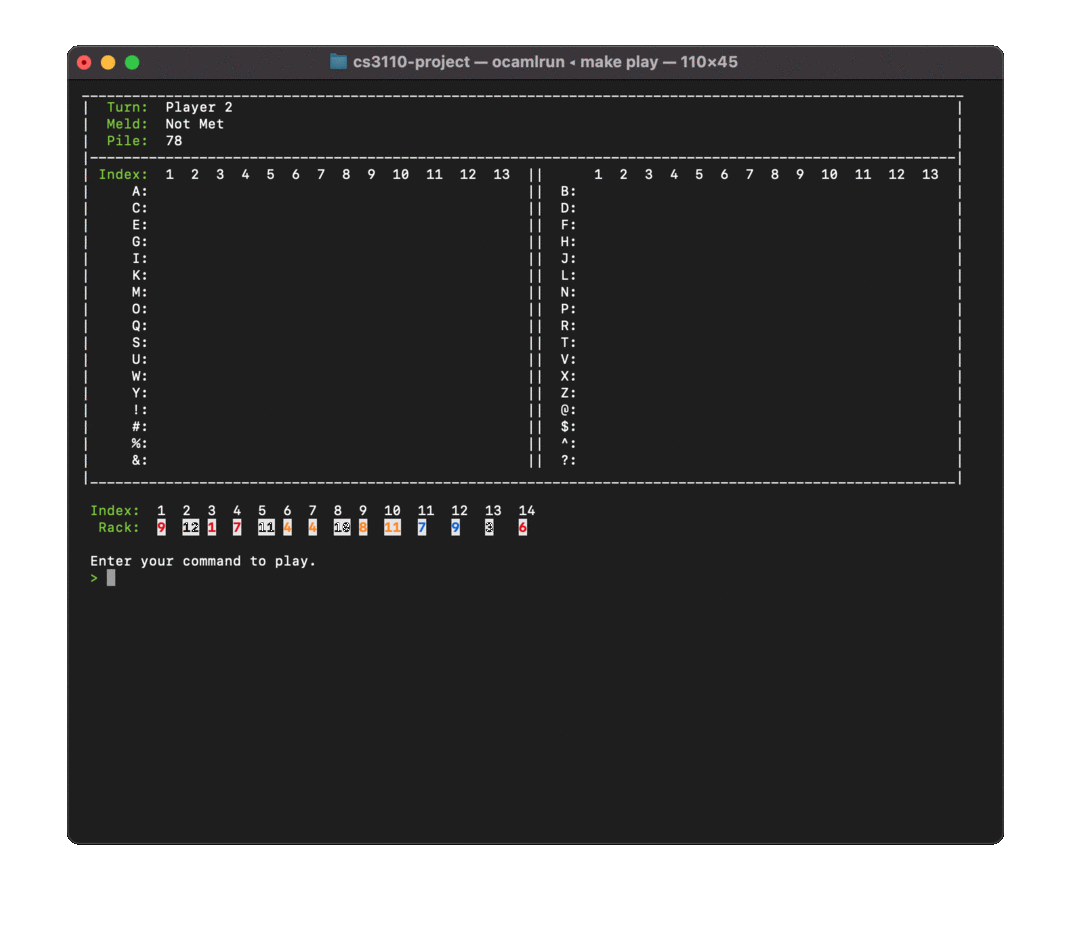 cs3110-project — ocamlrun ◂ make play — 110×45
Turn: Player 2
Meld: Not Met
Pile: 78
Index: 1 2 3 4 5 6 7 8 9 10 11 12 13 || 1 2 3 4 5 6 7 8 9 10 11 12 13
A: || B:
C: || D:
E: || F:
G: || H:
I: || J:
K: || L:
M: || N:
O: || P:
Q: || R:
S: || T:
U: || V:
W: || X:
Y: || Z:
!: || @:
#: || $:
%: || ^:
&: || ?:
Index: 1 2 3 4 5 6 7 8 9 10 11 12 13 14
Rack: 9 12 1 7 11 4 4 10 8 11 7 9 6
Enter your command to play.
>